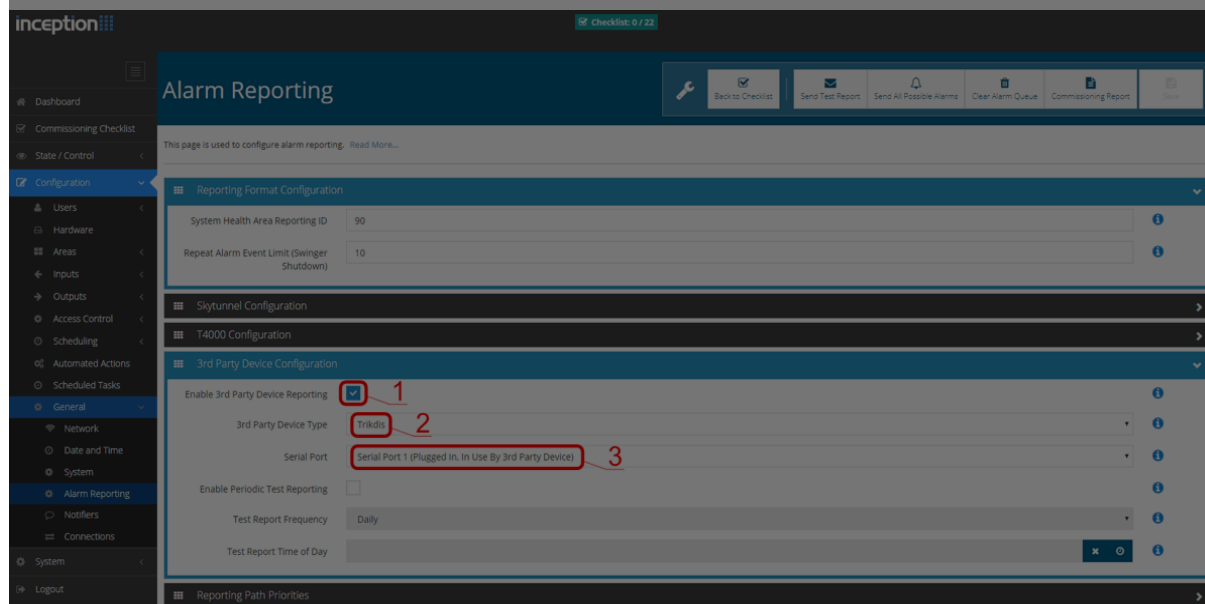 inception
Checklist: 0 / 22
Alarm Reporting
Back to Checklist
Send Test Report
Send All Possible Alarms
Clear Alarm Queue
Commissioning Report
Save
Dashboard
Commissioning Checklist
State / Control
Configuration
Users
Hardware
Areas
Inputs
Outputs
Access Control
Scheduling
Automated Actions
Scheduled Tasks
General
Network
Date and Time
System
Alarm Reporting
Notifiers
Connections
System
Logout
This page is used to configure alarm reporting. Read More...
Reporting Format Configuration
System Health Area Reporting ID 90
Repeat Alarm Event Limit (Swinger
Shutdown) 10
Skytunnel Configuration
T4000 Configuration
3rd Party Device Configuration
Enable 3rd Party Device Reporting 1
3rd Party Device Type Trikdis 2
Serial Port Serial Port 1 (Plugged In, In Use By 3rd Party Device) 3
Enable Periodic Test Reporting
Test Report Frequency Daily
Test Report Time of Day
Reporting Path Priorities